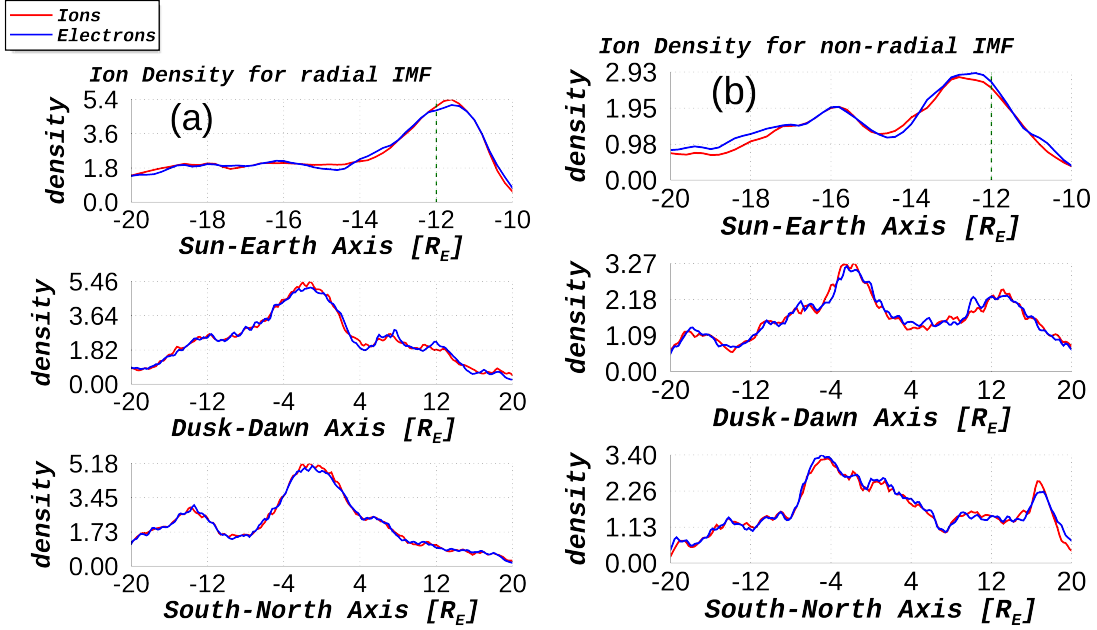 Ions
Electrons
Ion Density for radial IMF
(a)
density
5.4
3.6
1.8
0.0
-20 -18 -16 -14 -12 -10
Sun-Earth Axis [RE]
density
5.46
3.64
1.82
0.00
-20 -12 -4 4 12 20
Dusk-Dawn Axis [RE]
density
5.18
3.45
1.73
0.00
-20 -12 -4 4 12 20
South-North Axis [RE]
Ion Density for non-radial IMF
(b)
density
2.93
1.95
0.98
0.00
-20 -18 -16 -14 -12 -10
Sun-Earth Axis [RE]
density
3.27
2.18
1.09
0.00
-20 -12 -4 4 12 20
Dusk-Dawn Axis [RE]
density
3.40
2.26
1.13
0.00
-20 -12 -4 4 12 20
South-North Axis [RE]